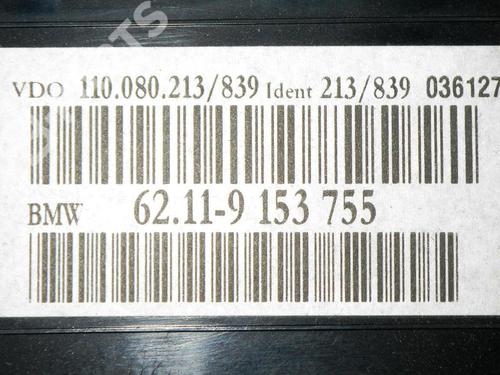 VDO 110.080.213/839 Ident 213/839 036127
BMW 62.11-9 153 755